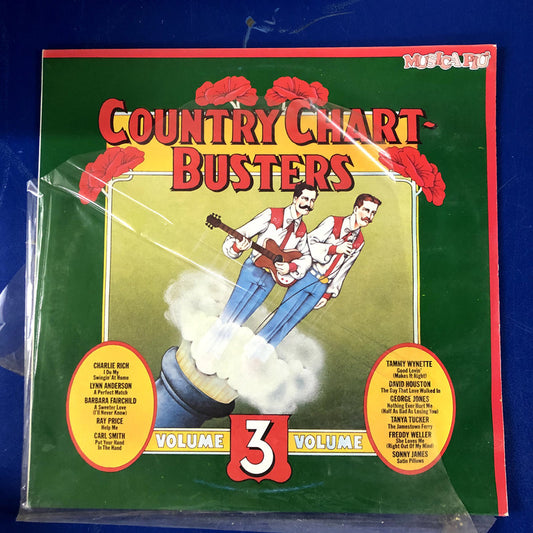 MUSICA PIÙ
COUNTRY CHART-
BUSTERS
CHARLIE RICH
I Do My
Swingin' At Home
LYNN ANDERSON
A Perfect Match
BARBARA FAIRCHILD
A Sweeter Love
(I'll Never Know)
RAY PRICE
Help Me
CARL SMITH
Put Your Hand
In The Hand
TAMMY WYNETTE
Good Lovin'
(Makes It Right)
DAVID HOUSTON
The Day That Love Walked In
GEORGE JONES
Nothing Ever Hurt Me
(Half As Bad As Losing You)
TANYA TUCKER
The Jamestown Ferry
FREDDY WELLER
She Loves Me
(Right Out Of My Mind)
SONNY JAMES
Satin Pillows
VOLUME 3 VOLUME